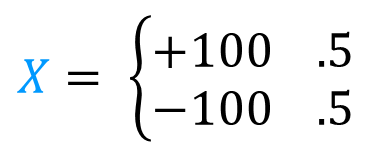 X = { +100 .5
−100 .5